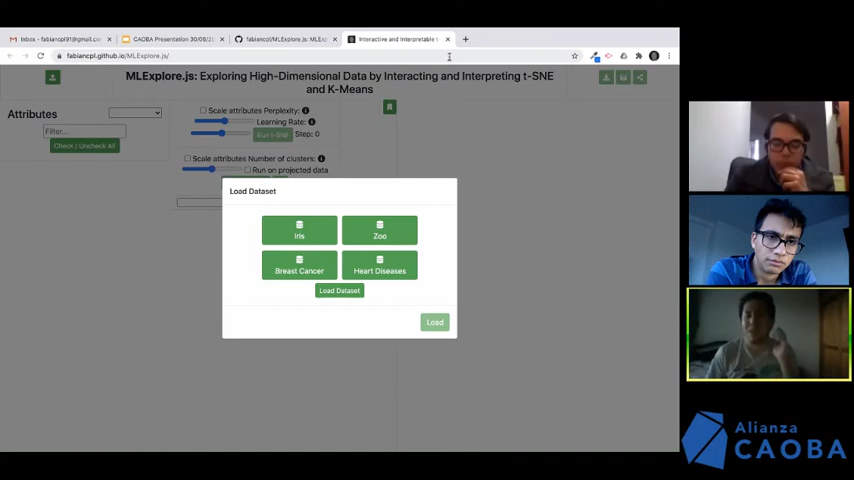 Inbox - fabiancpl91@gmail.com
CAOBA Presentation 30/06/20
fabiancpl/MLExplore.js: MLExp
Interactive and Interpretable t-
fabiancpl.github.io/MLExplore.js/
MLExplore.js: Exploring High-Dimensional Data by Interacting and Interpreting t-SNE
and K-Means
Attributes
Filter...
Check / Uncheck All
Scale attributes Perplexity:
Learning Rate:
Run t-SNE Step: 0
Scale attributes Number of clusters:
Run on projected data
Load Dataset
Iris
Zoo
Breast Cancer
Heart Diseases
Load Dataset
Load
Alianza
CAOBA